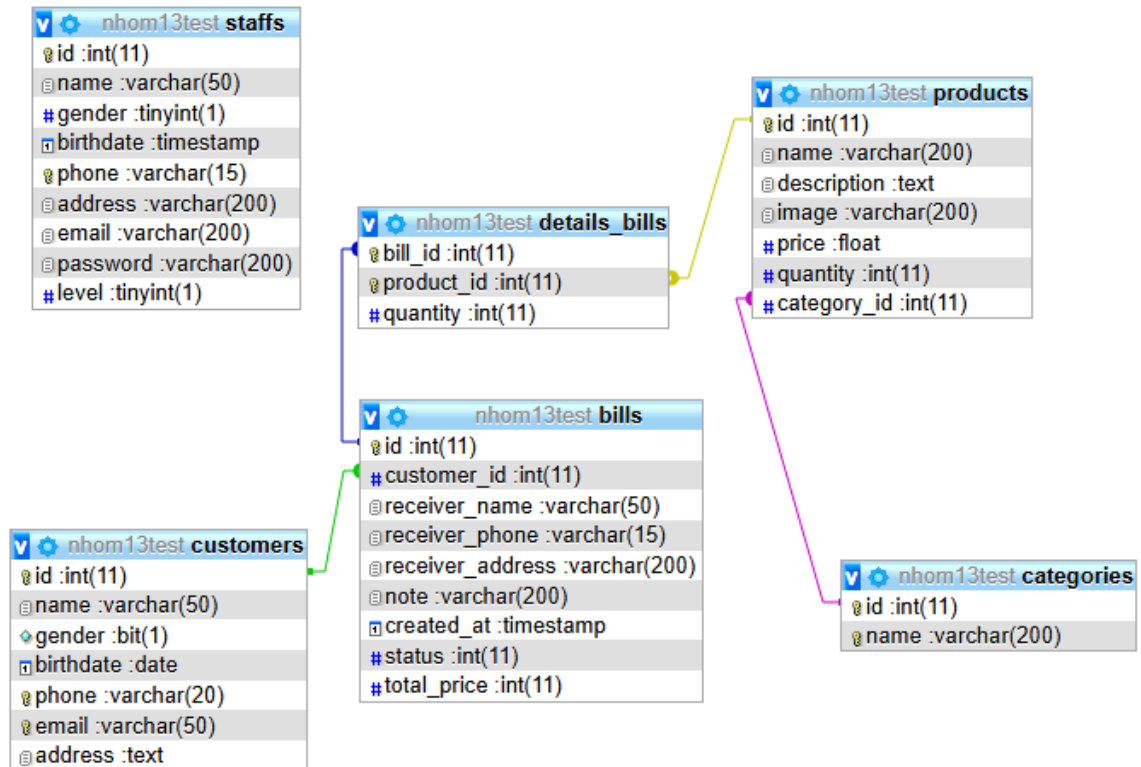 nhom13test staffs
id :int(11)
name :varchar(50)
gender :tinyint(1)
birthdate :timestamp
phone :varchar(15)
address :varchar(200)
email :varchar(200)
password :varchar(200)
level :tinyint(1)
nhom13test products
id :int(11)
name :varchar(200)
description :text
image :varchar(200)
price :float
quantity :int(11)
category_id :int(11)
nhom13test details_bills
bill_id :int(11)
product_id :int(11)
quantity :int(11)
nhom13test bills
id :int(11)
customer_id :int(11)
receiver_name :varchar(50)
receiver_phone :varchar(15)
receiver_address :varchar(200)
note :varchar(200)
created_at :timestamp
status :int(11)
total_price :int(11)
nhom13test customers
id :int(11)
name :varchar(50)
gender :bit(1)
birthdate :date
phone :varchar(20)
email :varchar(50)
address :text
nhom13test categories
id :int(11)
name :varchar(200)